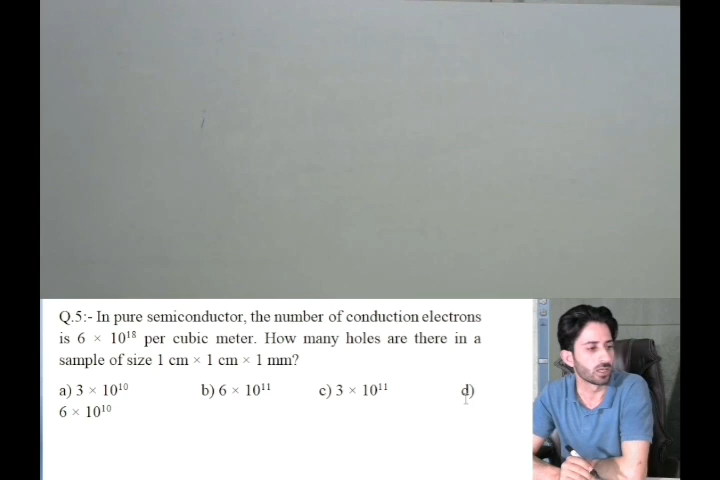 Q.5:- In pure semiconductor, the number of conduction electrons
is 6 × 10¹⁸ per cubic meter. How many holes are there in a
sample of size 1 cm × 1 cm × 1 mm?
a) 3 × 10¹⁰ b) 6 × 10¹¹ c) 3 × 10¹¹ d)
6 × 10¹⁰